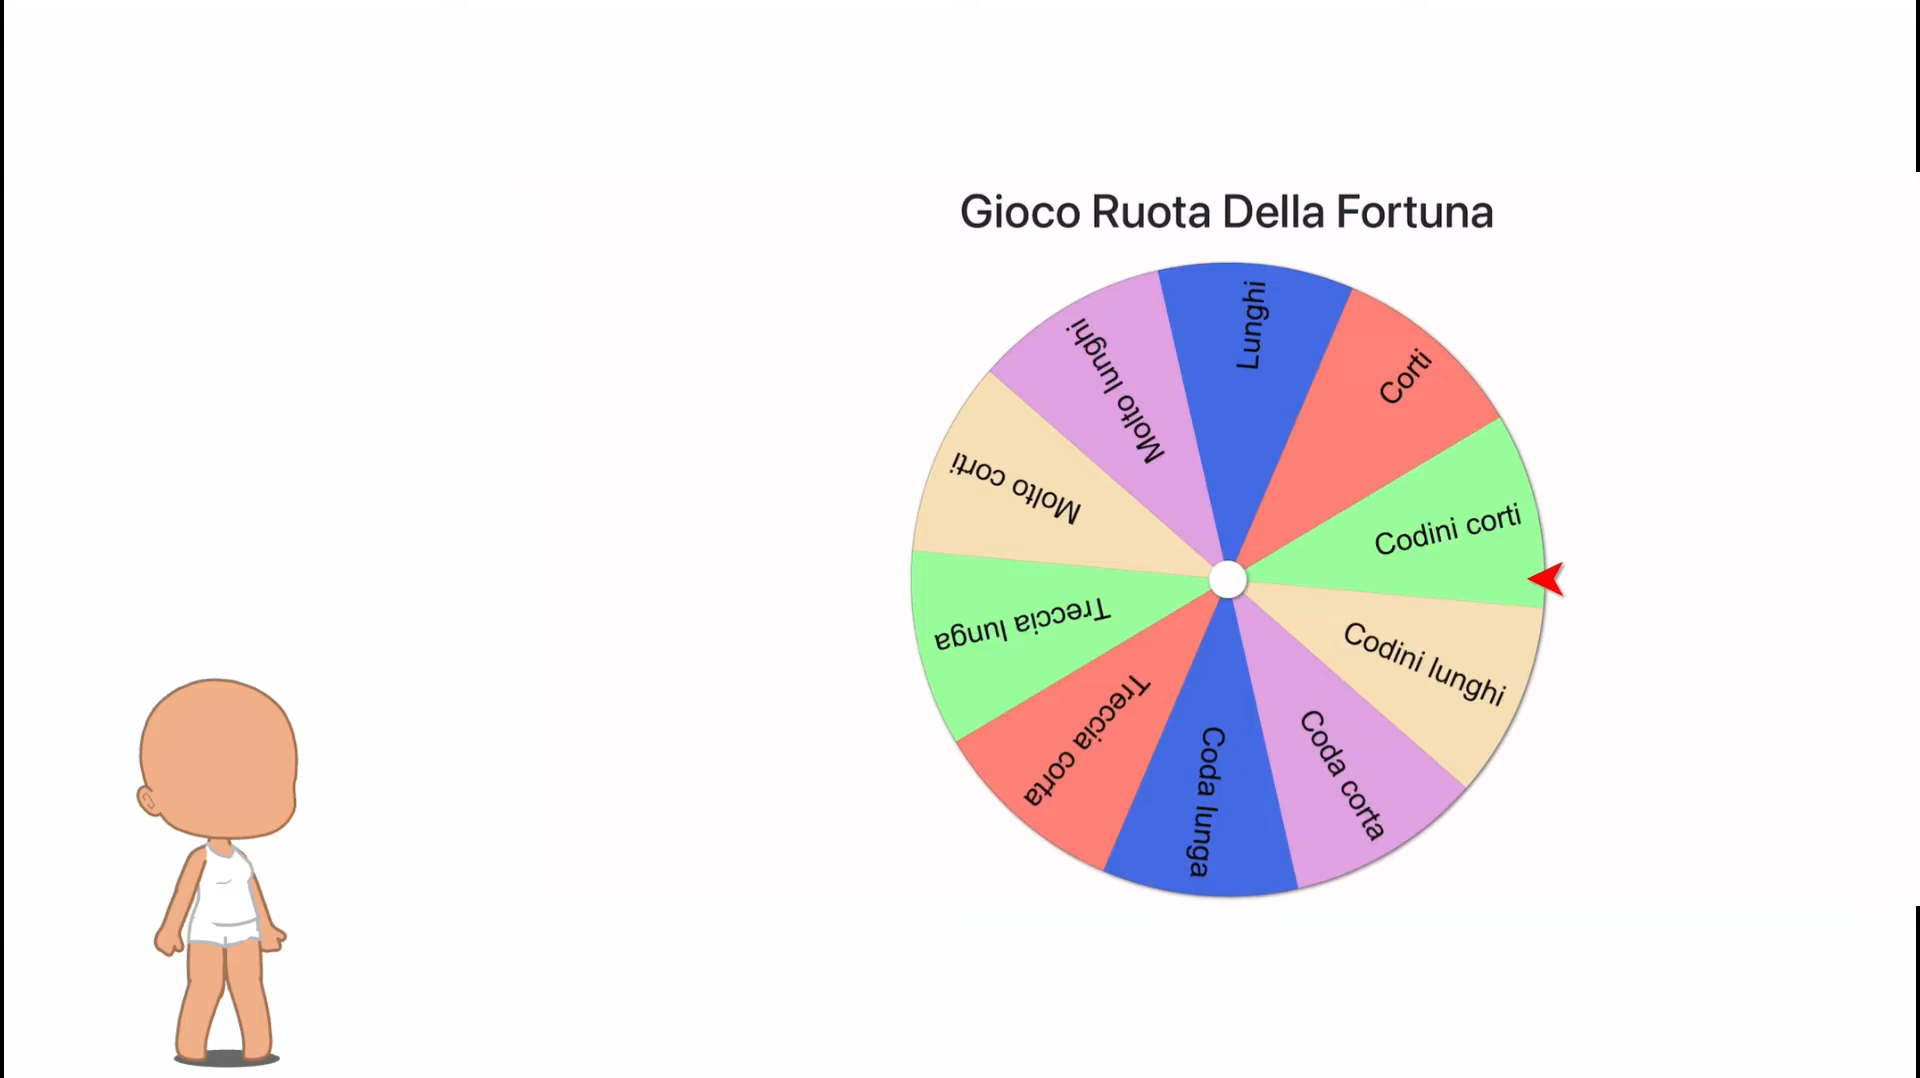 Gioco Ruota Della Fortuna
Lunghi
Corti
Codini corti
Codini lunghi
Coda corta
Coda lunga
Treccia corta
Treccia lunga
Molto corti
Molto lunghi